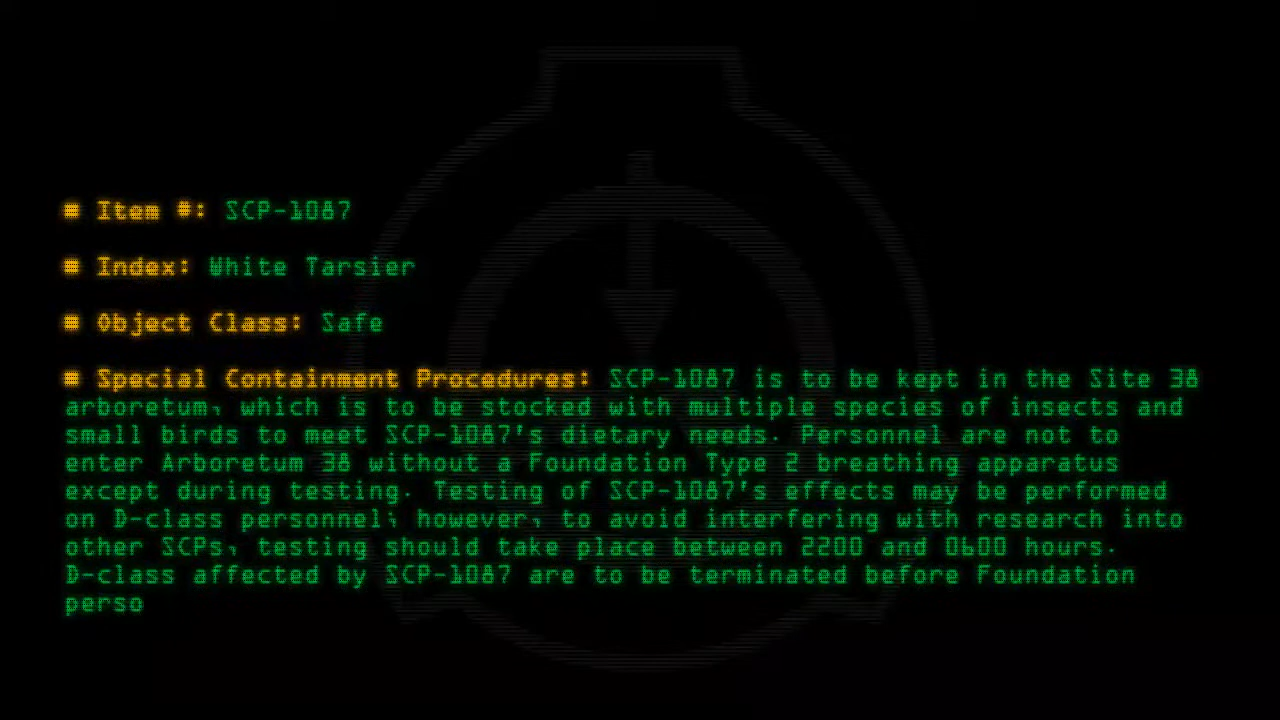 ■ Item #: SCP-1087
■ Index: White Tarsier
■ Object Class: Safe
■ Special Containment Procedures: SCP-1087 is to be kept in the Site 38
arboretum, which is to be stocked with multiple species of insects and
small birds to meet SCP-1087's dietary needs. Personnel are not to
enter Arboretum 38 without a Foundation Type 2 breathing apparatus
except during testing. Testing of SCP-1087's effects may be performed
on D-class personnel; however, to avoid interfering with research into
other SCPs, testing should take place between 2200 and 0600 hours.
D-class affected by SCP-1087 are to be terminated before Foundation
perso